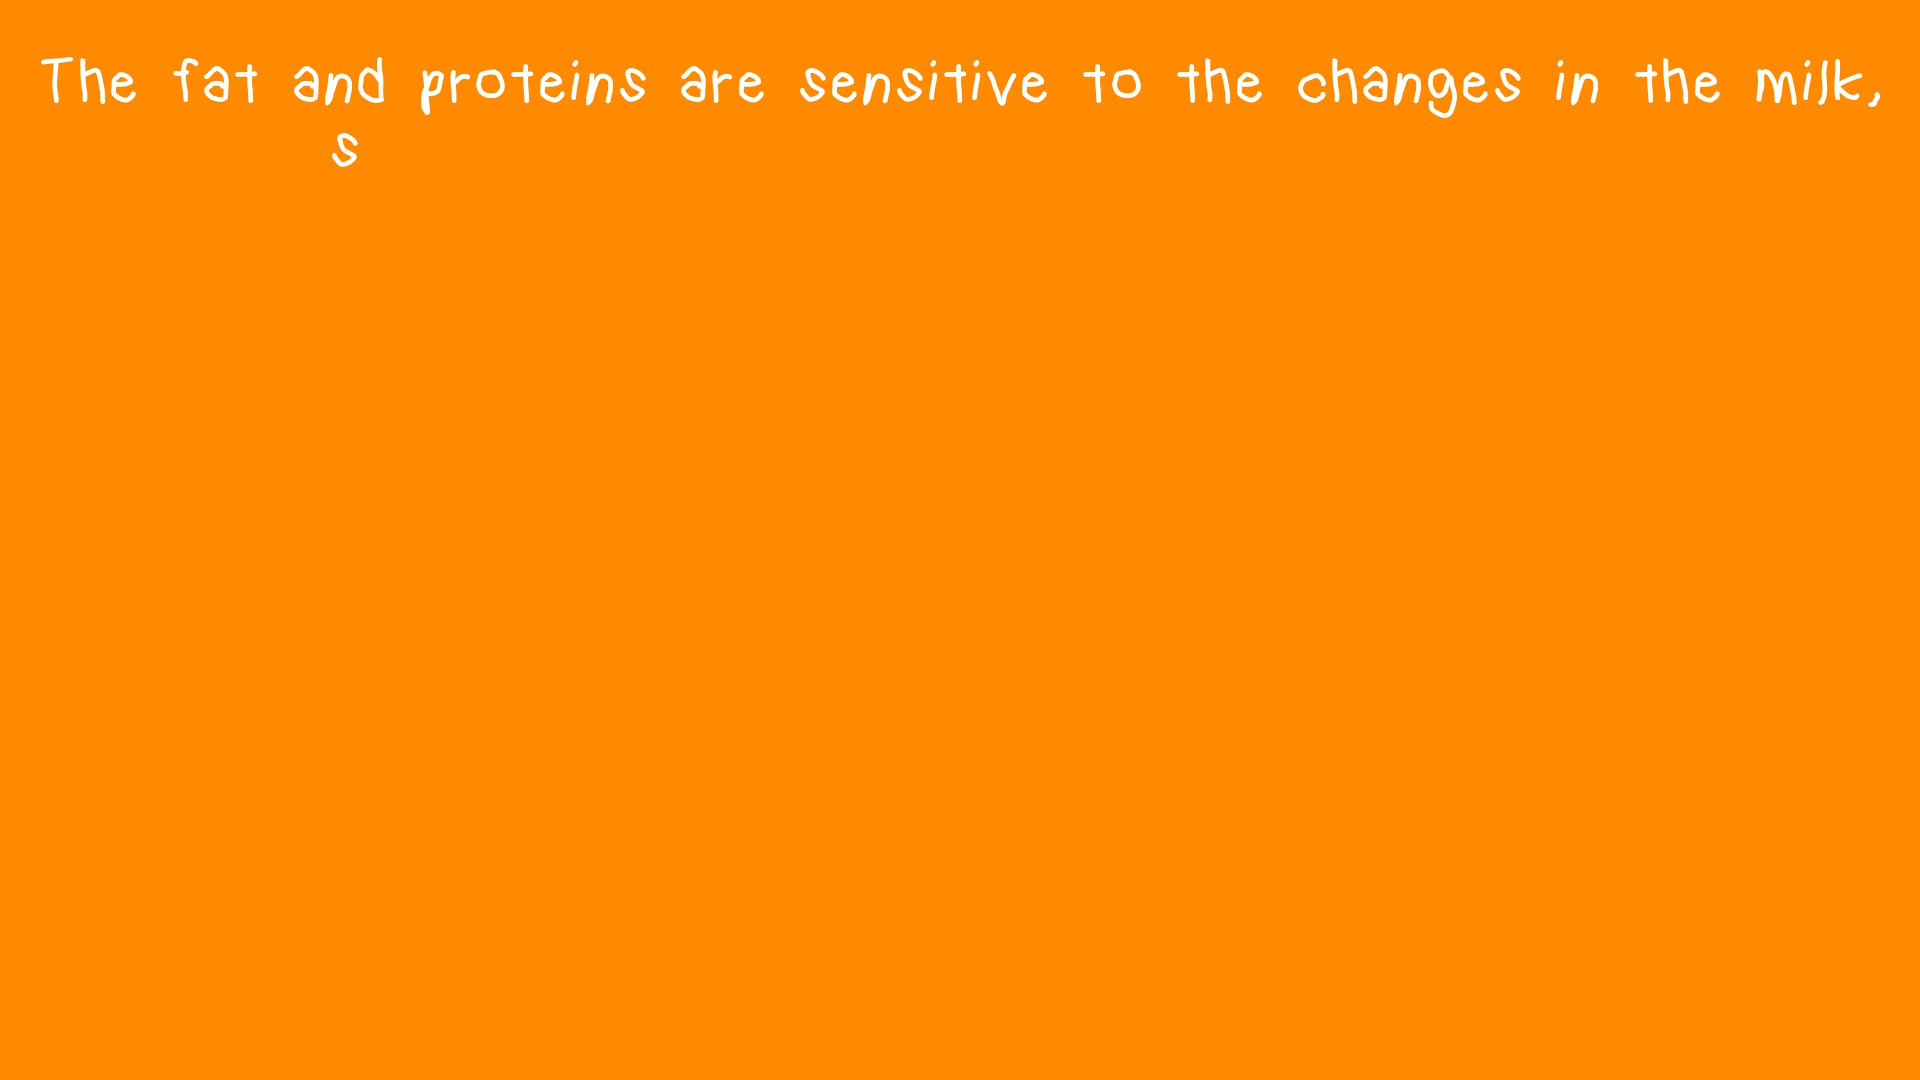 The fat and proteins are sensitive to the changes in the milk,
s